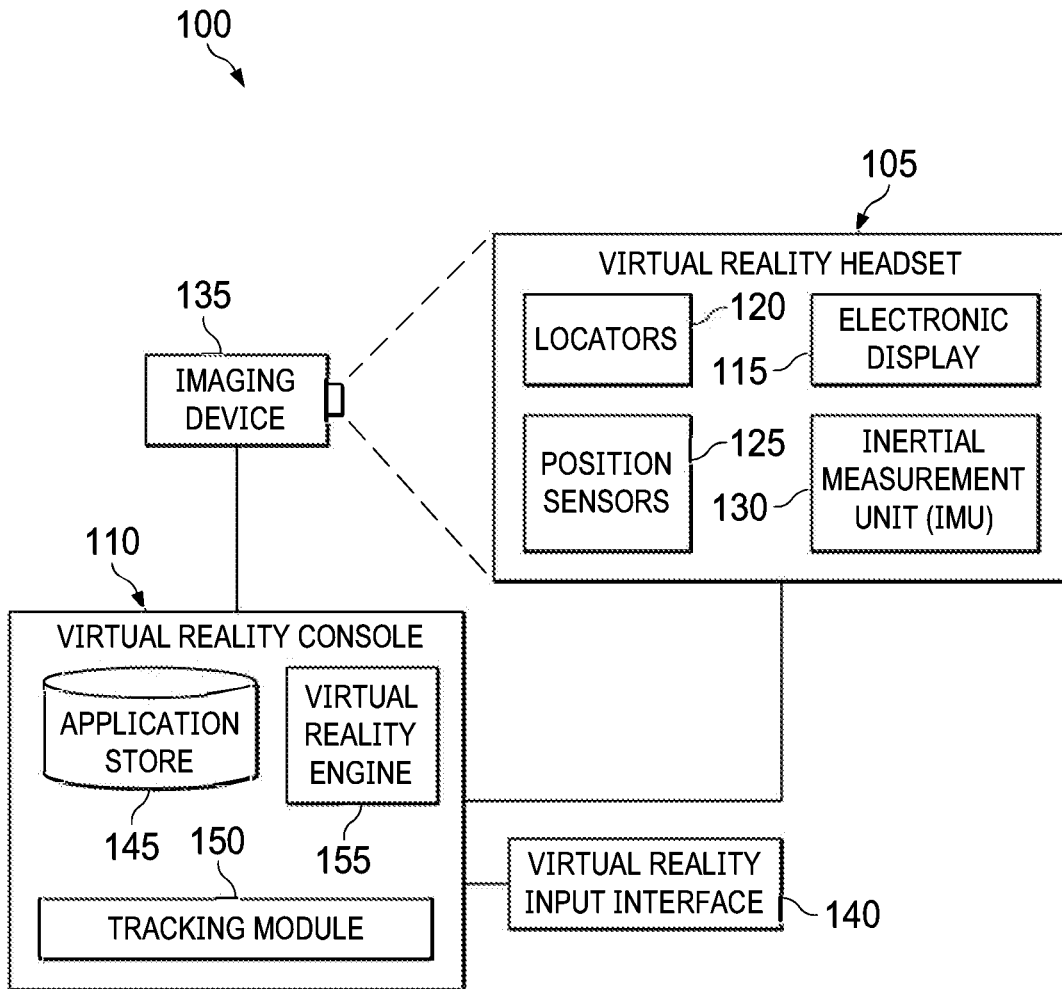 100
105
VIRTUAL REALITY HEADSET
LOCATORS
120
ELECTRONIC
DISPLAY
115
POSITION
SENSORS
125
INERTIAL
MEASUREMENT
UNIT (IMU)
130
135
IMAGING
DEVICE
110
VIRTUAL REALITY CONSOLE
APPLICATION
STORE
145
VIRTUAL
REALITY
ENGINE
155
150
TRACKING MODULE
VIRTUAL REALITY
INPUT INTERFACE
140